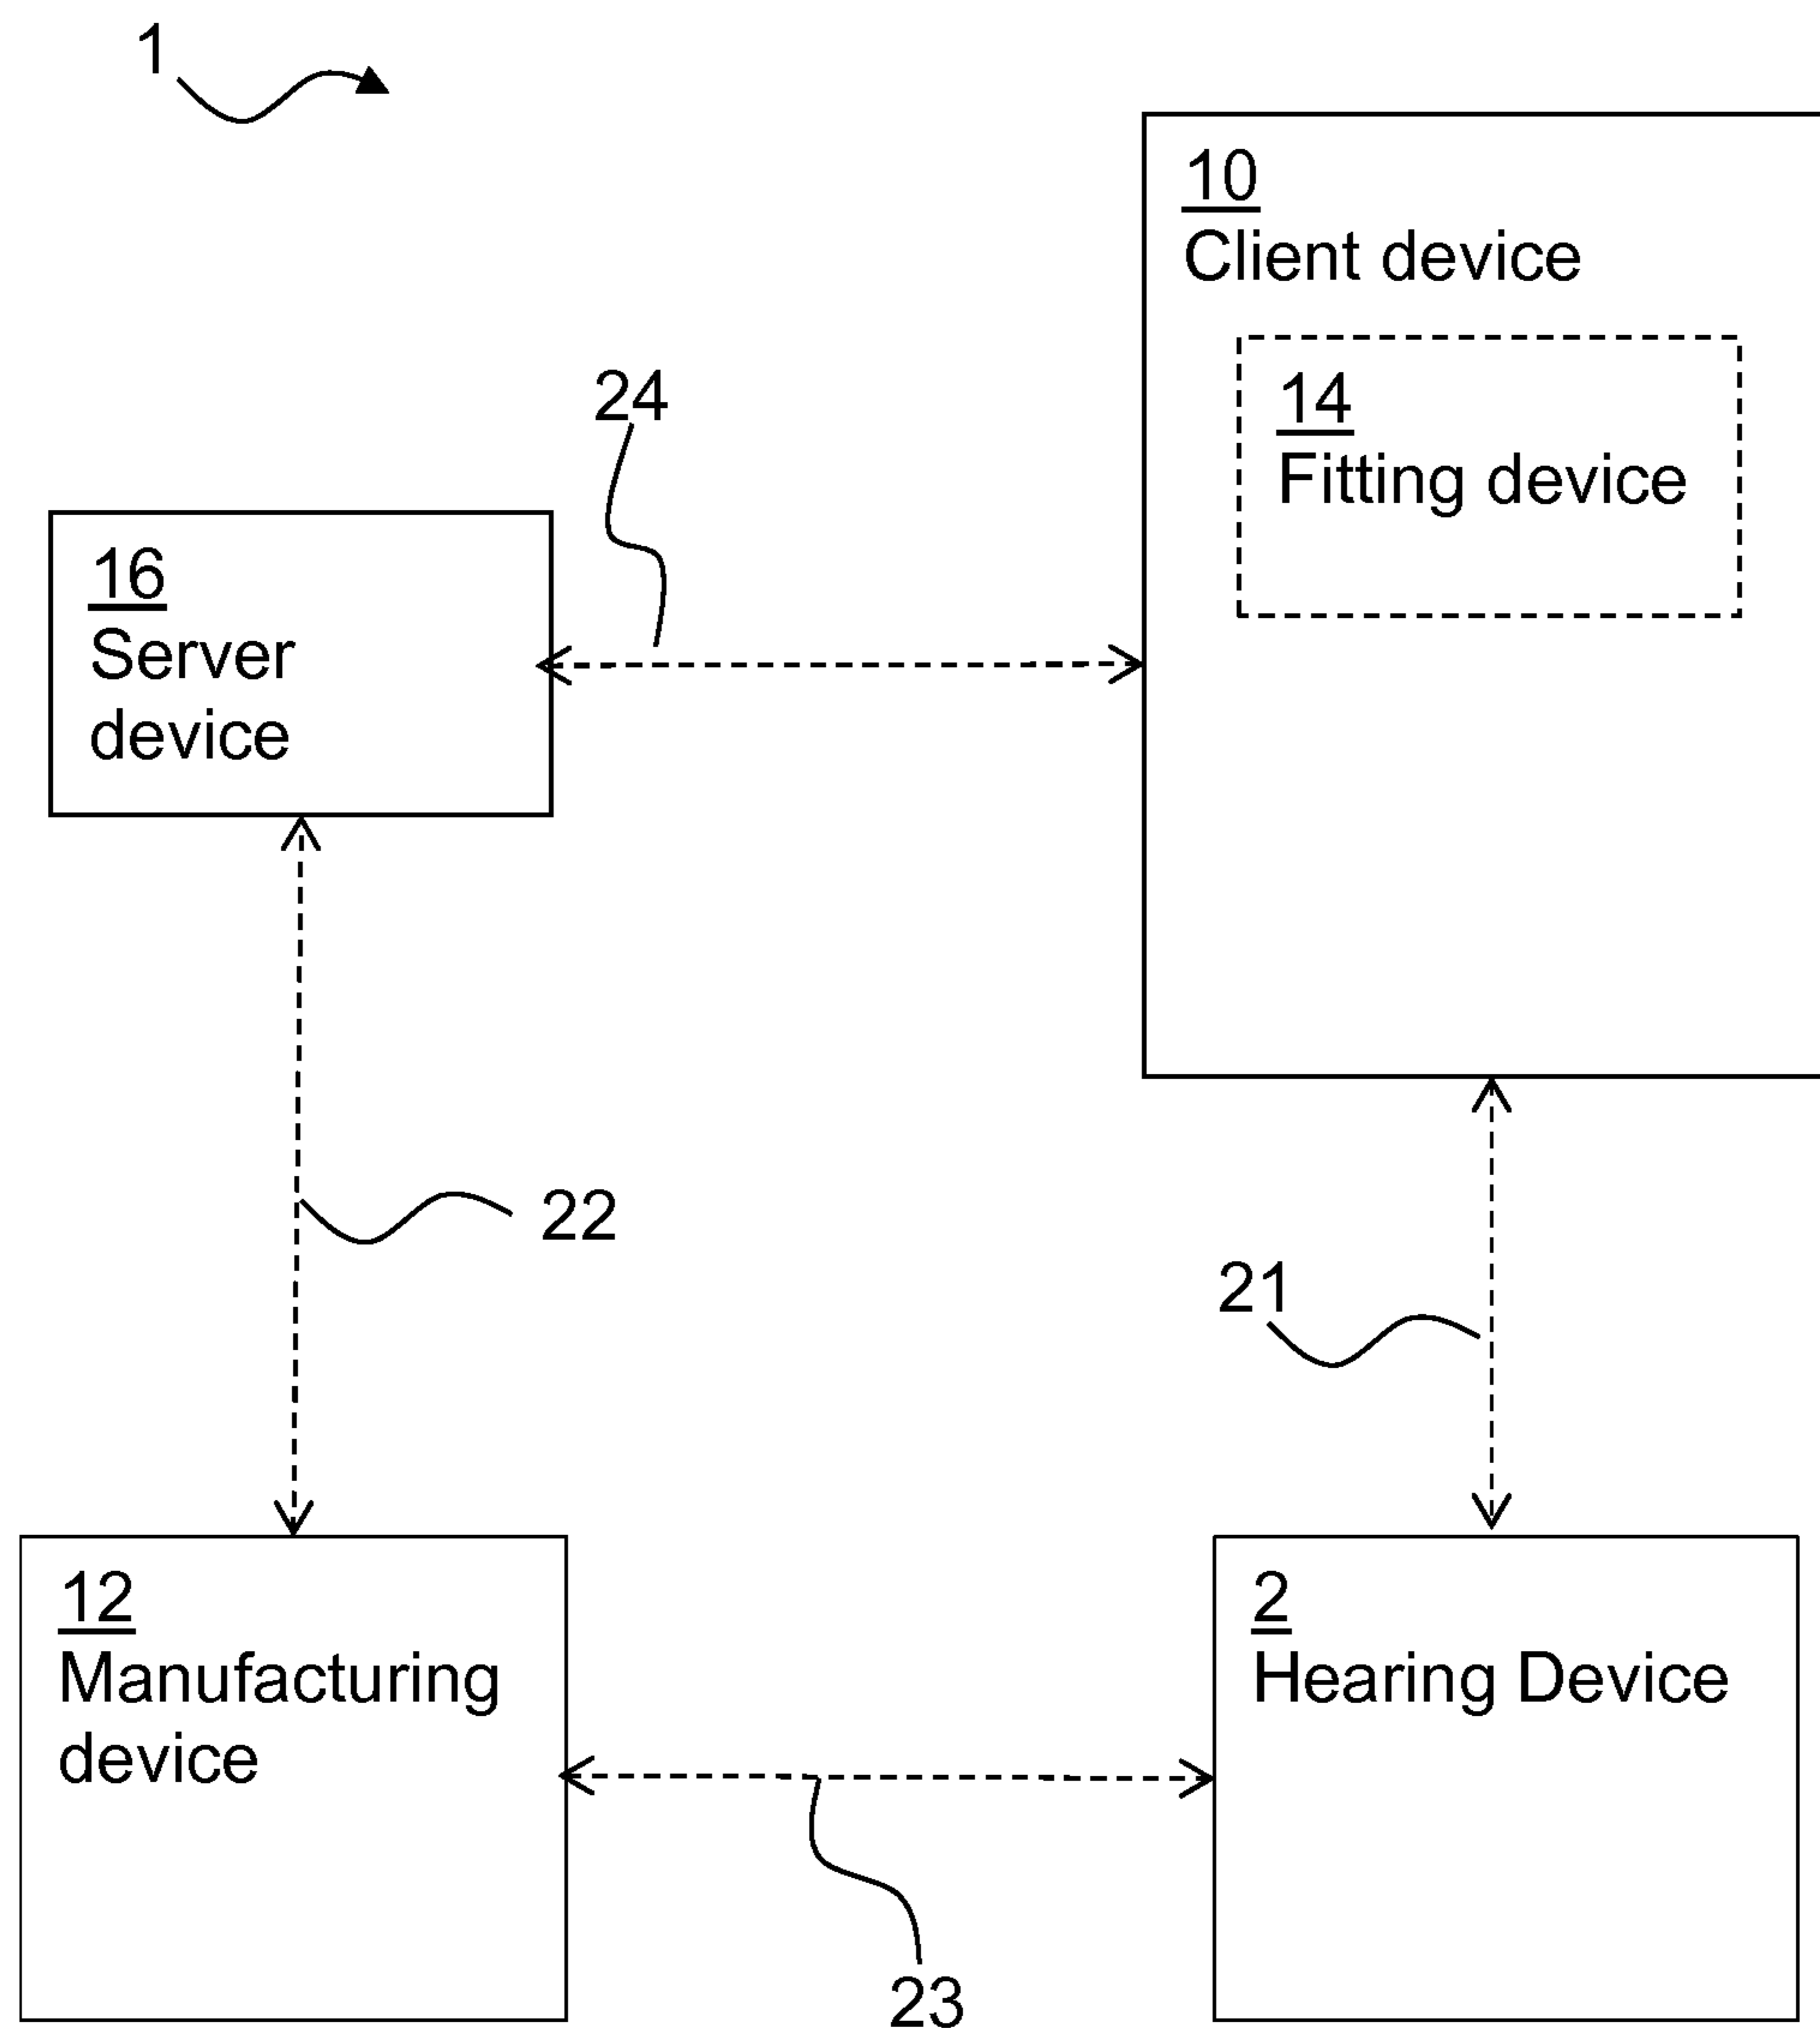 1
10
Client device
14
Fitting device
24
16
Server
device
22
21
12
Manufacturing
device
2
Hearing Device
23